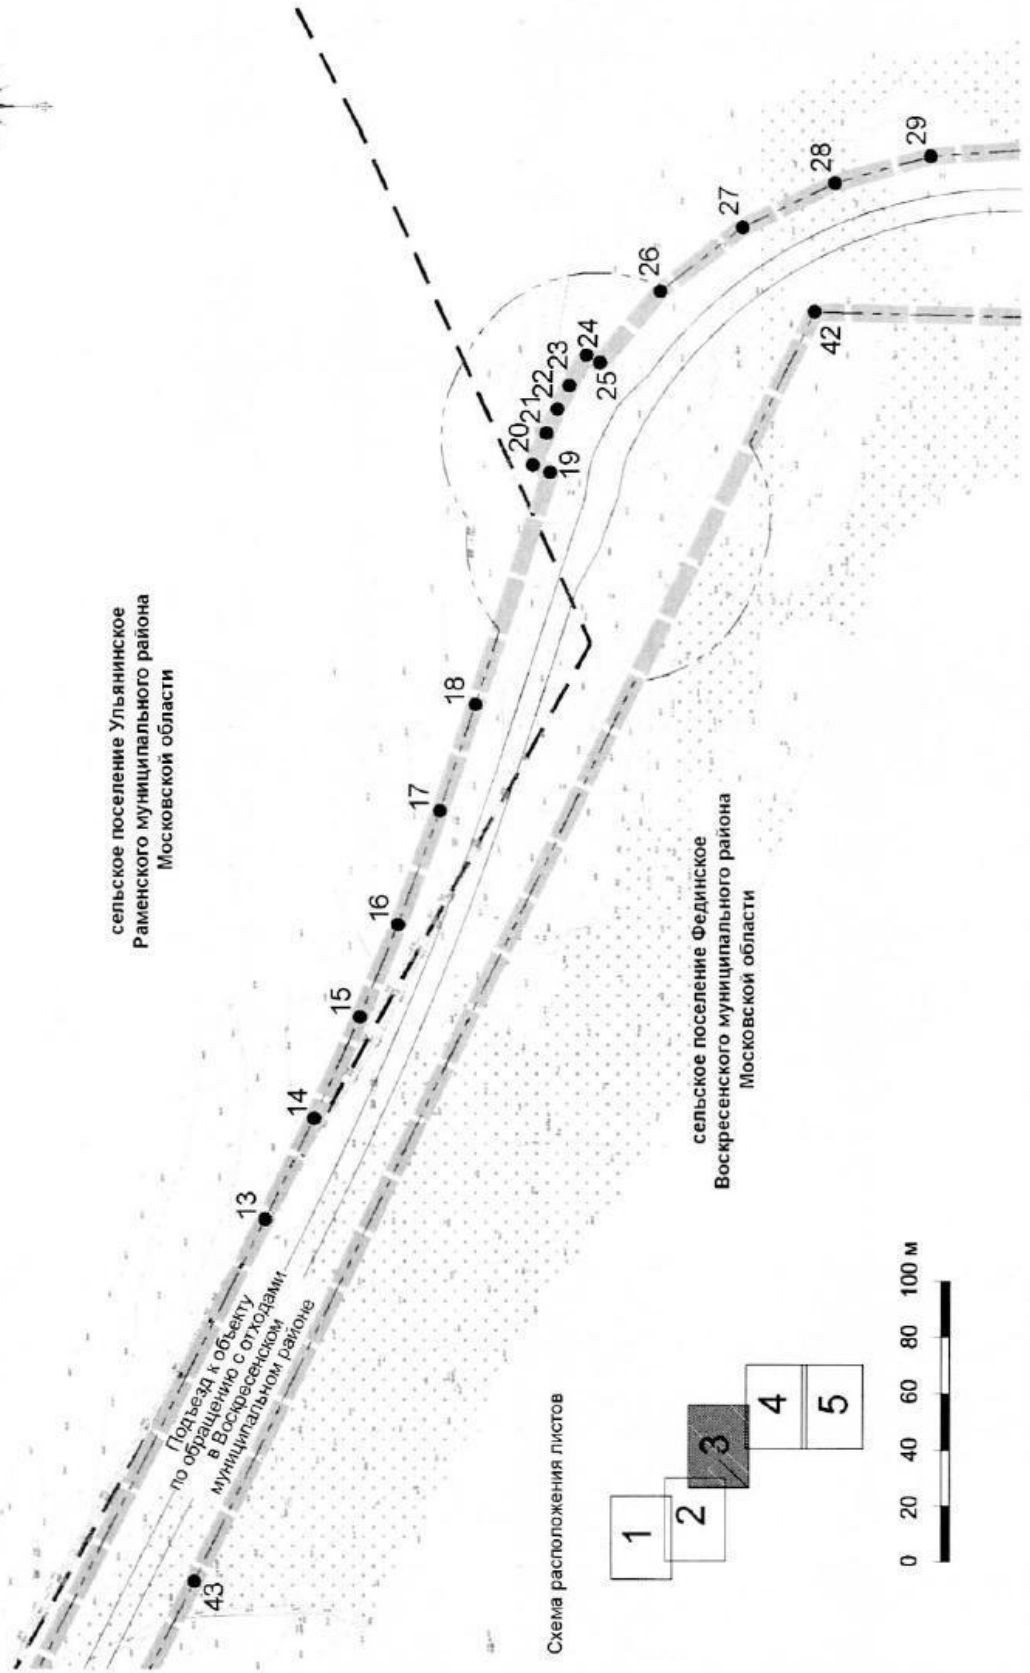 сельское поселение Ульянинское
Раменского муниципального района
Московской области
13
14
15
16
17
18
19
20
21
22
23
24
25
26
27
28
29
42
43
Подъезд к объекту
по обращению с отходами
в Воскресенском
муниципальном районе
сельское поселение Фединское
Воскресенского муниципального района
Московской области
Схема расположения листов
1
2
3
4
5
0 20 40 60 80 100 м